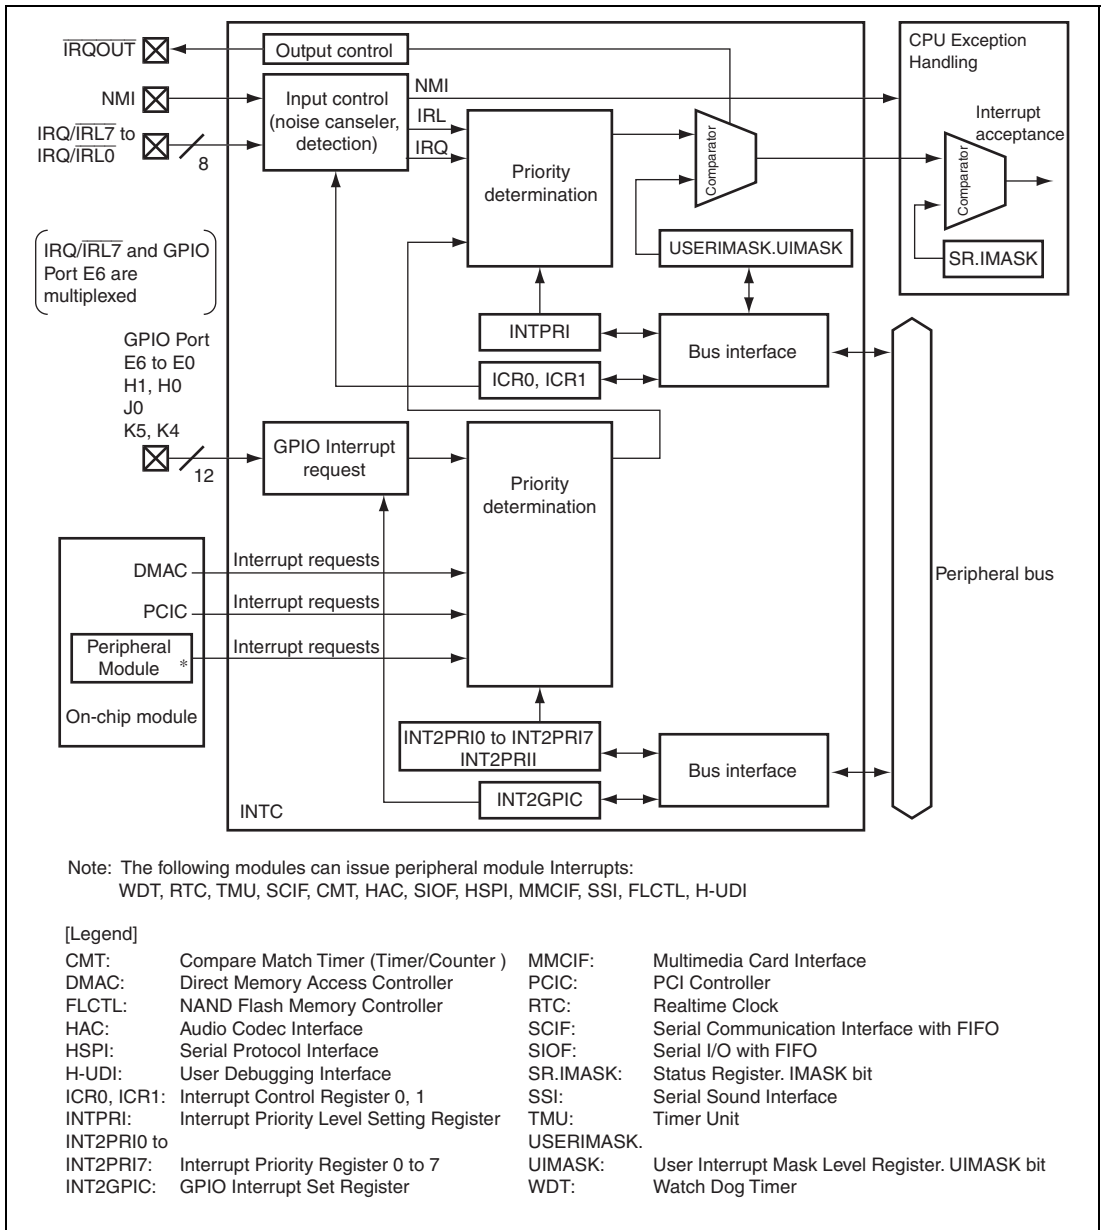 IRQOUT
Output control
CPU Exception
Handling
NMI
Input control
(noise canseler,
detection)
NMI
IRL
IRQ
IRQ/IRL7 to
IRQ/IRL0
8
Priority
determination
Comparator
Interrupt
acceptance
Comparator
SR.IMASK
USERIMASK.UIMASK
IRQ/IRL7 and GPIO
Port E6 are
multiplexed
INTPRI
ICR0, ICR1
Bus interface
GPIO Port
E6 to E0
H1, H0
J0
K5, K4
12
GPIO Interrupt
request
Priority
determination
DMAC
Interrupt requests
PCIC
Interrupt requests
Peripheral
Module *
Interrupt requests
On-chip module
Peripheral bus
INT2PRI0 to INT2PRI7
INT2PRII
INT2GPIC
Bus interface
INTC
Note: The following modules can issue peripheral module Interrupts:
WDT, RTC, TMU, SCIF, CMT, HAC, SIOF, HSPI, MMCIF, SSI, FLCTL, H-UDI
[Legend]
CMT: Compare Match Timer (Timer/Counter )
DMAC: Direct Memory Access Controller
FLCTL: NAND Flash Memory Controller
HAC: Audio Codec Interface
HSPI: Serial Protocol Interface
H-UDI: User Debugging Interface
ICR0, ICR1: Interrupt Control Register 0, 1
INTPRI: Interrupt Priority Level Setting Register
INT2PRI0 to
INT2PRI7: Interrupt Priority Register 0 to 7
INT2GPIC: GPIO Interrupt Set Register
MMCIF: Multimedia Card Interface
PCIC: PCI Controller
RTC: Realtime Clock
SCIF: Serial Communication Interface with FIFO
SIOF: Serial I/O with FIFO
SR.IMASK: Status Register. IMASK bit
SSI: Serial Sound Interface
TMU: Timer Unit
USERIMASK.
UIMASK: User Interrupt Mask Level Register. UIMASK bit
WDT: Watch Dog Timer